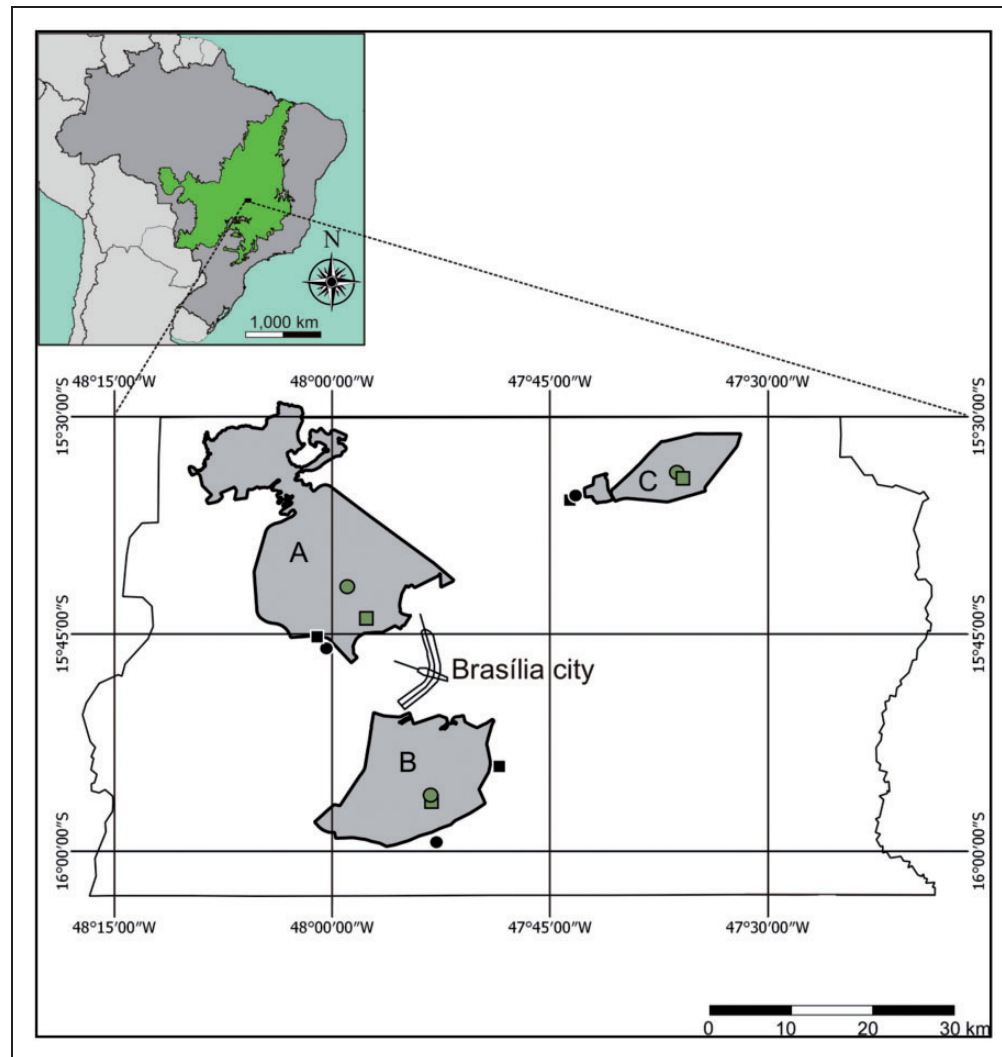 N
1,000 km
48°15′00″W 48°00′00″W 47°45′00″W 47°30′00″W
15°30′00″S 15°30′00″S
C
A
15°45′00″S 15°45′00″S
Brasília city
B
16°00′00″S 16°00′00″S
48°15′00″W 48°00′00″W 47°45′00″W 47°30′00″W
0 10 20 30 km